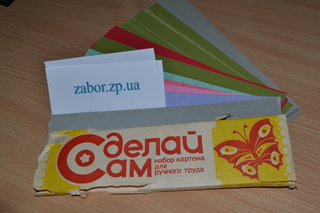 zabor.zp.ua
Сделай
Сам
набор картона
для
ручного труда